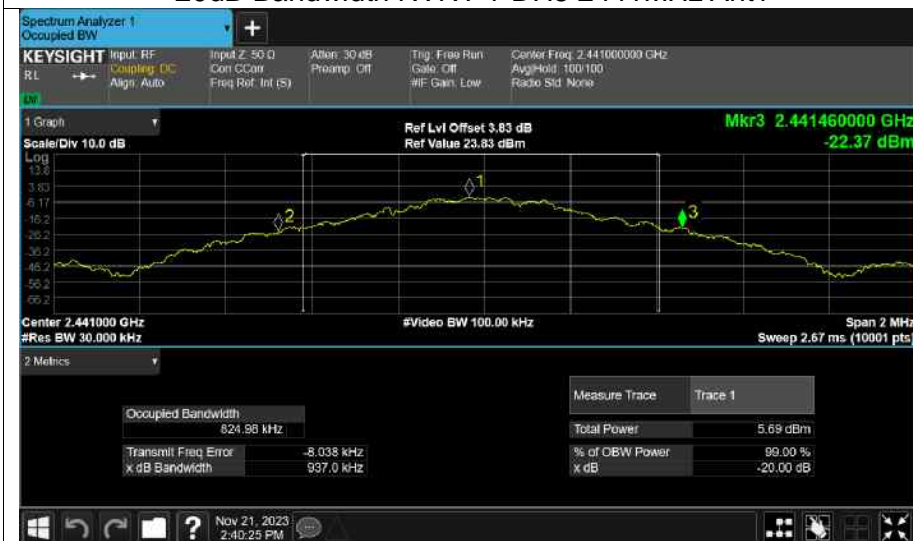 Spectrum Analyzer 1
Occupied BW
+
KEYSIGHT Input: RF Input Z: 50 Ω Atten: 30 dB Trig: Free Run Center Freq: 2.441000000 GHz
RL Coupling: DC Corr CCorr Preamp: Off Gate: Off Avg|Hold: 100/100
Align: Auto Freq Ref: Int (S) #IF Gain: Low Radio Std: None
1 Graph
Ref Lvl Offset 3.83 dB Mkr3 2.441460000 GHz
Scale/Div 10.0 dB Ref Value 23.83 dBm -22.37 dBm
Log
13.8
3.83
-6.17
-16.2
-26.2
-36.2
-46.2
-56.2
-66.2
1
2
3
Center 2.441000 GHz #Video BW 100.00 kHz Span 2 MHz
#Res BW 30.000 kHz Sweep 2.67 ms (10001 pts)
2 Metrics
Measure Trace Trace 1
Occupied Bandwidth
824.98 kHz Total Power 5.69 dBm
Transmit Freq Error -8.038 kHz % of OBW Power 99.00 %
x dB Bandwidth 937.0 kHz x dB -20.00 dB
? Nov 21, 2023
2:40:25 PM